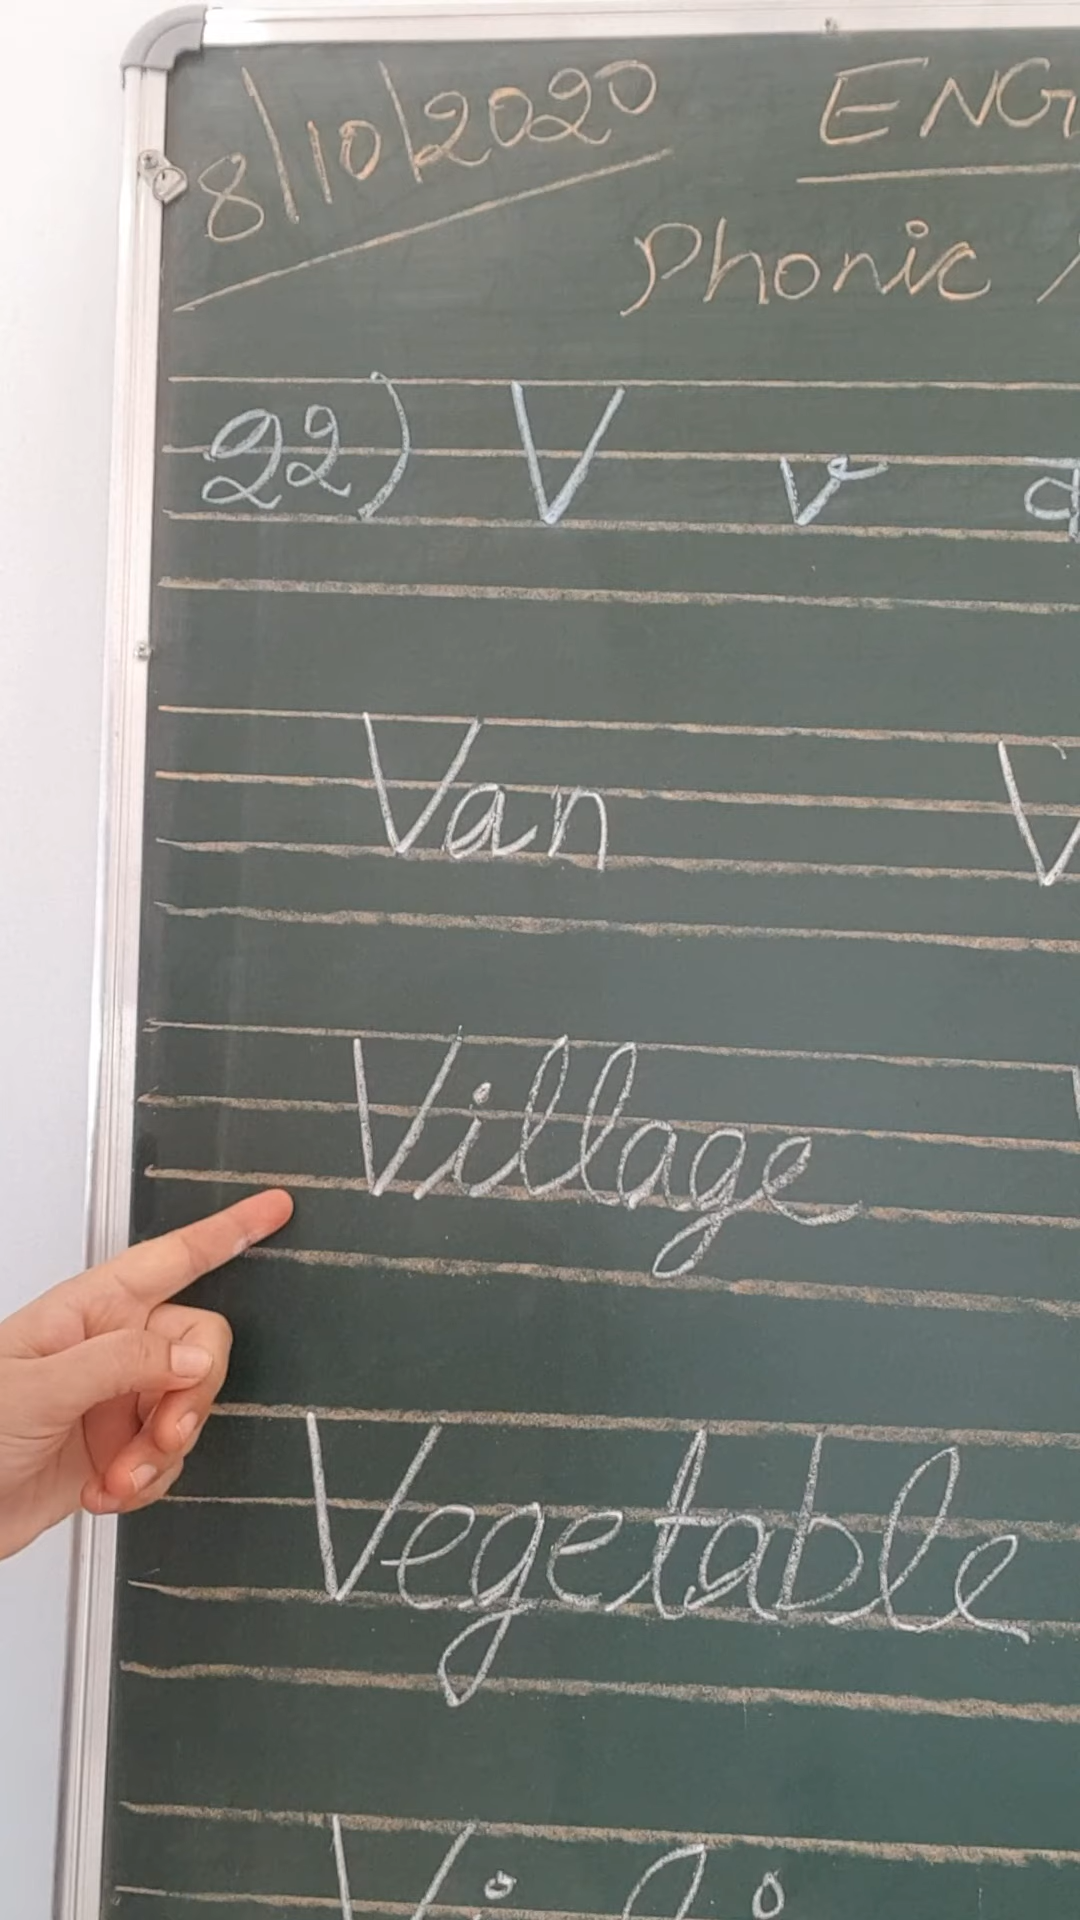 8/10/2020 ENG
Phonic
22) V v
Van V
Village
Vegetable